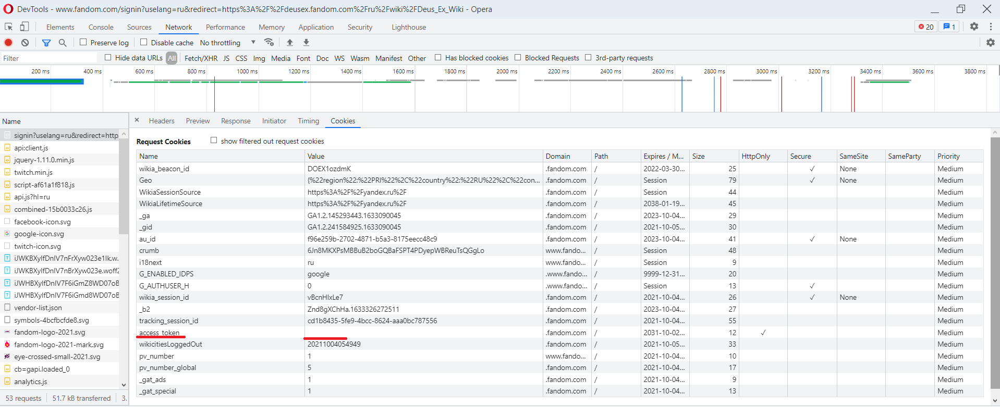 DevTools - www.fandom.com/signin?uselang=ru&redirect=https%3A%2F%2Fdeusex.fandom.com%2Fru%2Fwiki%2FDeus_Ex_Wiki - Opera
Elements Console Sources Network Performance Memory Application Security Lighthouse 20 1
Preserve log Disable cache No throttling
Filter Hide data URLs All Fetch/XHR JS CSS Img Media Font Doc WS Wasm Manifest Other Has blocked cookies Blocked Requests 3rd-party requests
200 ms 400 ms 600 ms 800 ms 1000 ms 1200 ms 1400 ms 1600 ms 1800 ms 2000 ms 2200 ms 2400 ms 2600 ms 2800 ms 3000 ms 3200 ms 3400 ms 3600 ms 3800 ms
Name
signin?uselang=ru&redirect=http
api:client.js
jquery-1.11.0.min.js
twitch.min.js
script-af61a1f818.js
api.js?hl=ru
combined-15b0033c26.js
facebook-icon.svg
google-icon.svg
twitch-icon.svg
iJWKBXyIfDnIV7nFrXyw023e1Ik.w.
iJWKBXyIfDnIV7nBrXyw023e.woff2
iJWHBXyIfDnIV7F6iGmZ8WD07oB
iJWHBXyIfDnIV7F6iGmd8WD07oB
vendor-list.json
symbols-4bcfbcfde8.svg
fandom-logo-2021.svg
fandom-logo-2021-mark.svg
eye-crossed-small-2021.svg
cb=gapi.loaded_0
analytics.js
53 requests 51.7 kB transferred 3.
Headers Preview Response Initiator Timing Cookies
Request Cookies show filtered out request cookies
Name Value Domain Path Expires / M... Size HttpOnly Secure SameSite SameParty Priority
wikia_beacon_id DOEX1ozdmK .fandom.com / 2022-03-30... 25 ✓ None Medium
Geo {%22region%22:%22PRI%22%2C%22country%22:%22RU%22%2C%22con... .fandom.com / Session 79 ✓ None Medium
WikiaSessionSource https%3A%2F%2Fyandex.ru%2F .fandom.com / Session 44 Medium
WikiaLifetimeSource https%3A%2F%2Fyandex.ru%2F .fandom.com / 2038-01-19... 45 Medium
_ga GA1.2.145293443.1633090045 .fandom.com / 2023-10-04... 29 Medium
_gid GA1.2.241584925.1633090045 .fandom.com / 2021-10-05... 30 Medium
au_id f96e259b-2702-4871-b5a3-8175eecc48c9 .fandom.com / 2023-10-04... 41 ✓ None Medium
crumb 6Jn8MKXPsMBBuB2boGQBaFSPT4PDyepWBReuTsQGgLo www.fando... / Session 48 Medium
i18next ru www.fando... / Session 9 Medium
G_ENABLED_IDPS google .www.fando... / 9999-12-31... 20 Medium
G_AUTHUSER_H 0 .www.fando... / Session 13 ✓ Medium
wikia_session_id vBcnHIxLe7 .fandom.com / 2021-10-04... 26 ✓ None Medium
_b2 Znd8gXChHa.1633326272511 .fandom.com / 2023-10-04... 27 Medium
tracking_session_id cd1b8435-5fe9-4bcc-8624-aaa0bc787556 .fandom.com / 2021-10-04... 55 Medium
access_token .fandom.com / 2031-10-02... 12 ✓ Medium
wikicitiesLoggedOut 20211004054949 .fandom.com / 2021-10-05... 33 Medium
pv_number 1 www.fando... / 2021-10-04... 10 Medium
pv_number_global 5 .fandom.com / 2021-10-04... 17 Medium
_gat_ads 1 .fandom.com / 2021-10-04... 9 Medium
_gat_special 1 .fandom.com / 2021-10-04... 13 Medium